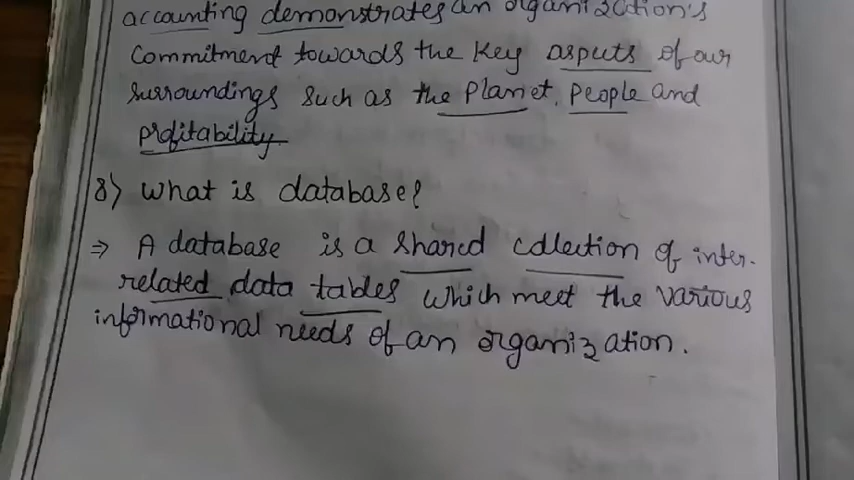 accounting demonstrates an organization's
commitment towards the key aspects of our
surroundings such as the planet, people and
profitability
8) What is database?
⇒ A database is a shared collection of inter-
related data tables which meet the various
informational needs of an organization.